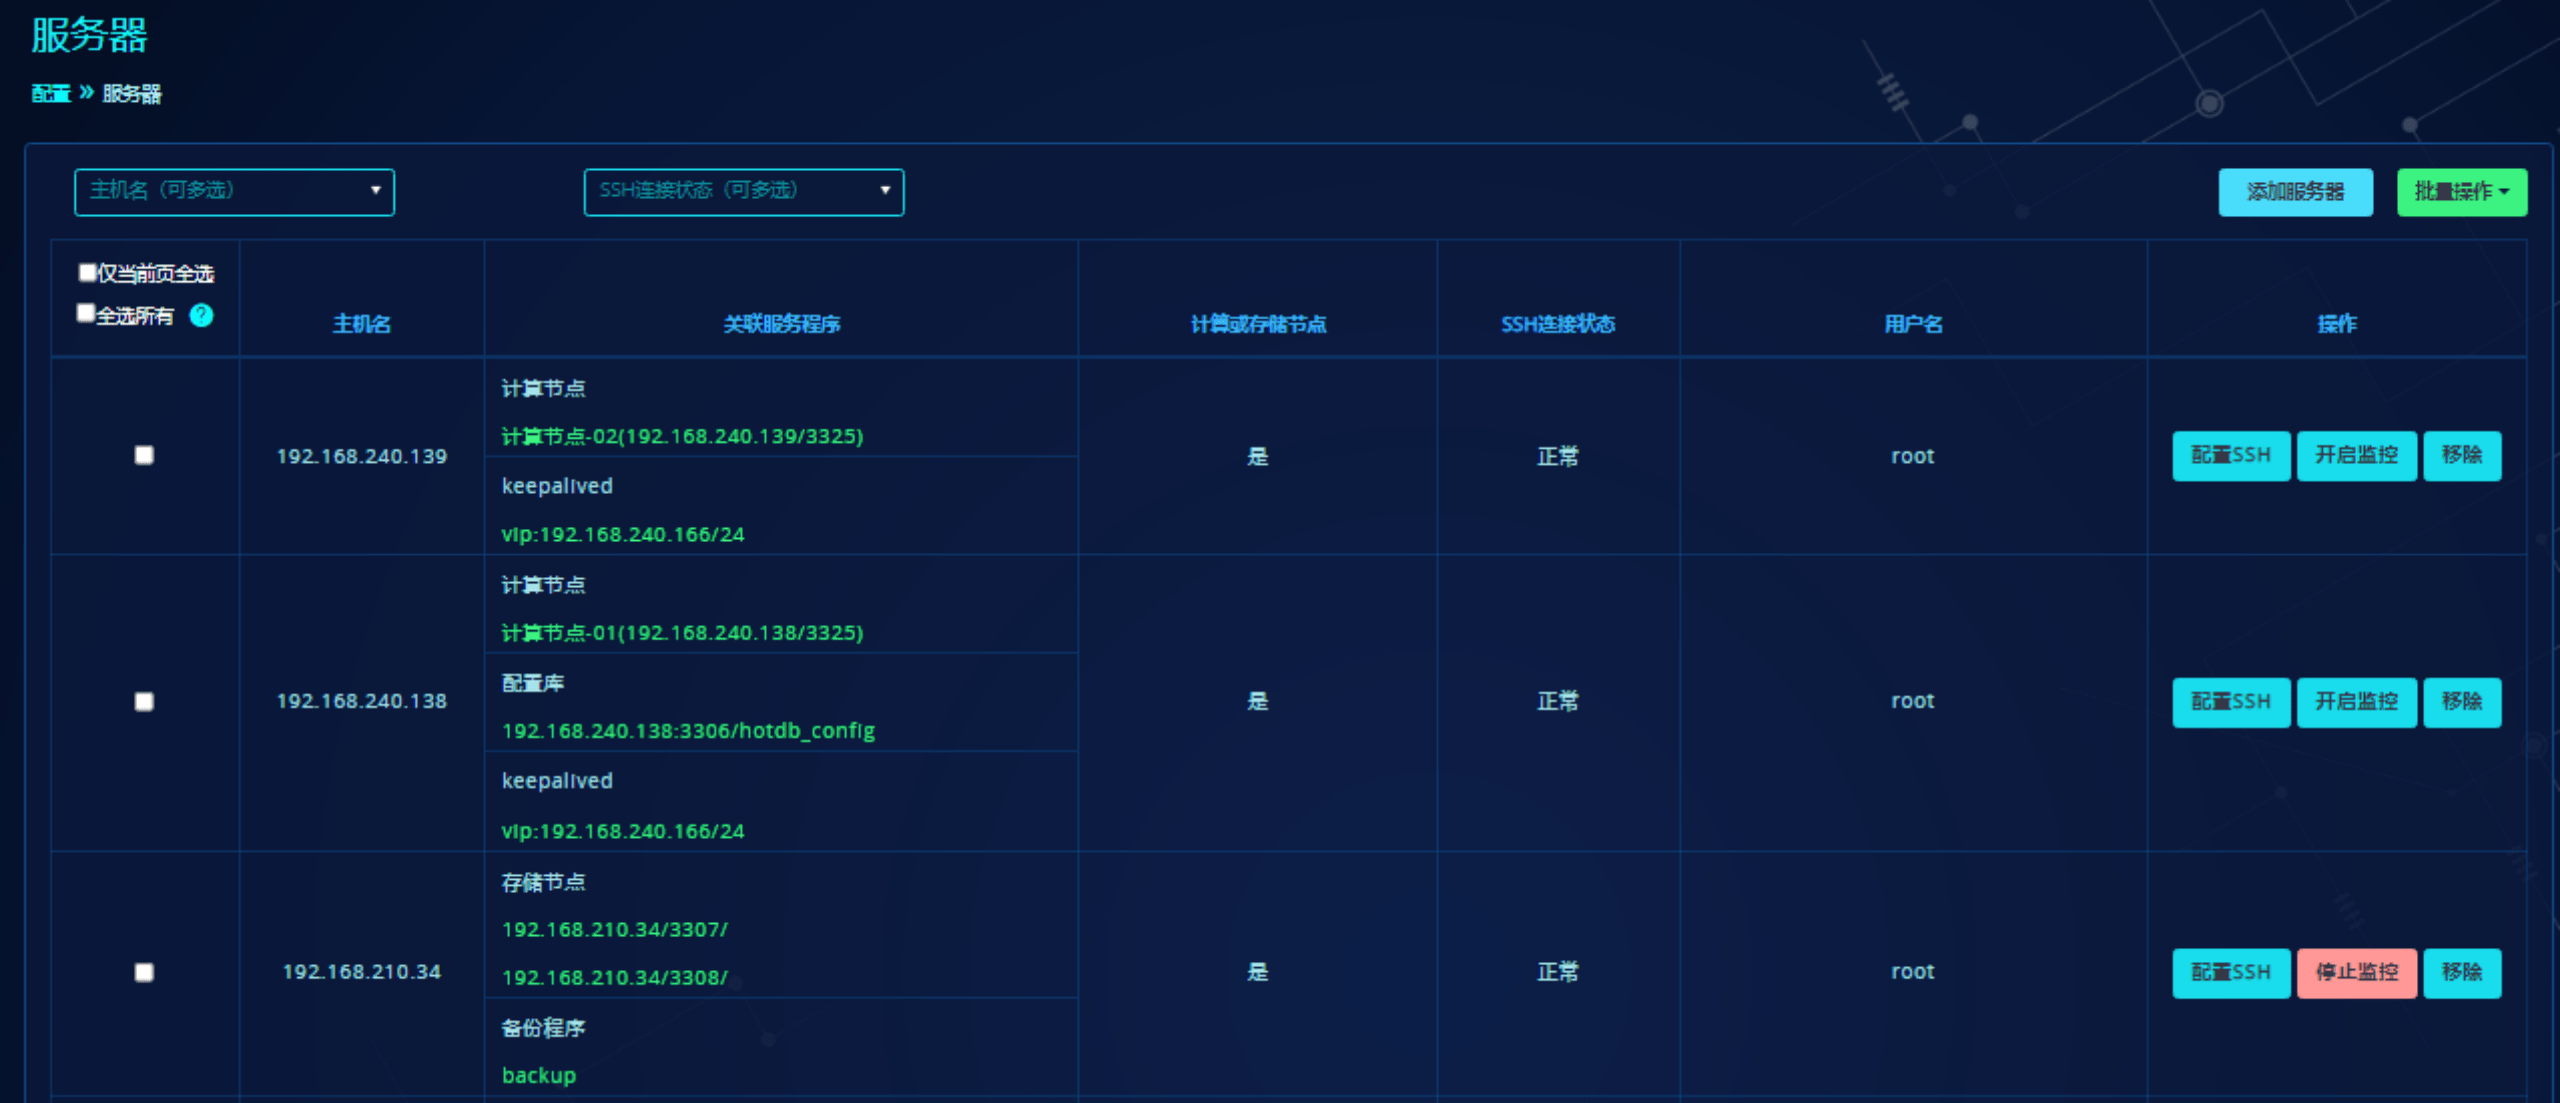 服务器
配置 » 服务器
主机名（可多选）
SSH连接状态（可多选）
添加服务器
批量操作
仅当前页全选
全选所有 ?
主机名
关联服务程序
计算或存储节点
SSH连接状态
用户名
操作
192.168.240.139
计算节点
计算节点-02(192.168.240.139/3325)
keepalived
vip:192.168.240.166/24
是
正常
root
配置SSH
开启监控
移除
192.168.240.138
计算节点
计算节点-01(192.168.240.138/3325)
配置库
192.168.240.138:3306/hotdb_config
keepalived
vip:192.168.240.166/24
是
正常
root
配置SSH
开启监控
移除
192.168.210.34
存储节点
192.168.210.34/3307/
192.168.210.34/3308/
备份程序
backup
是
正常
root
配置SSH
停止监控
移除